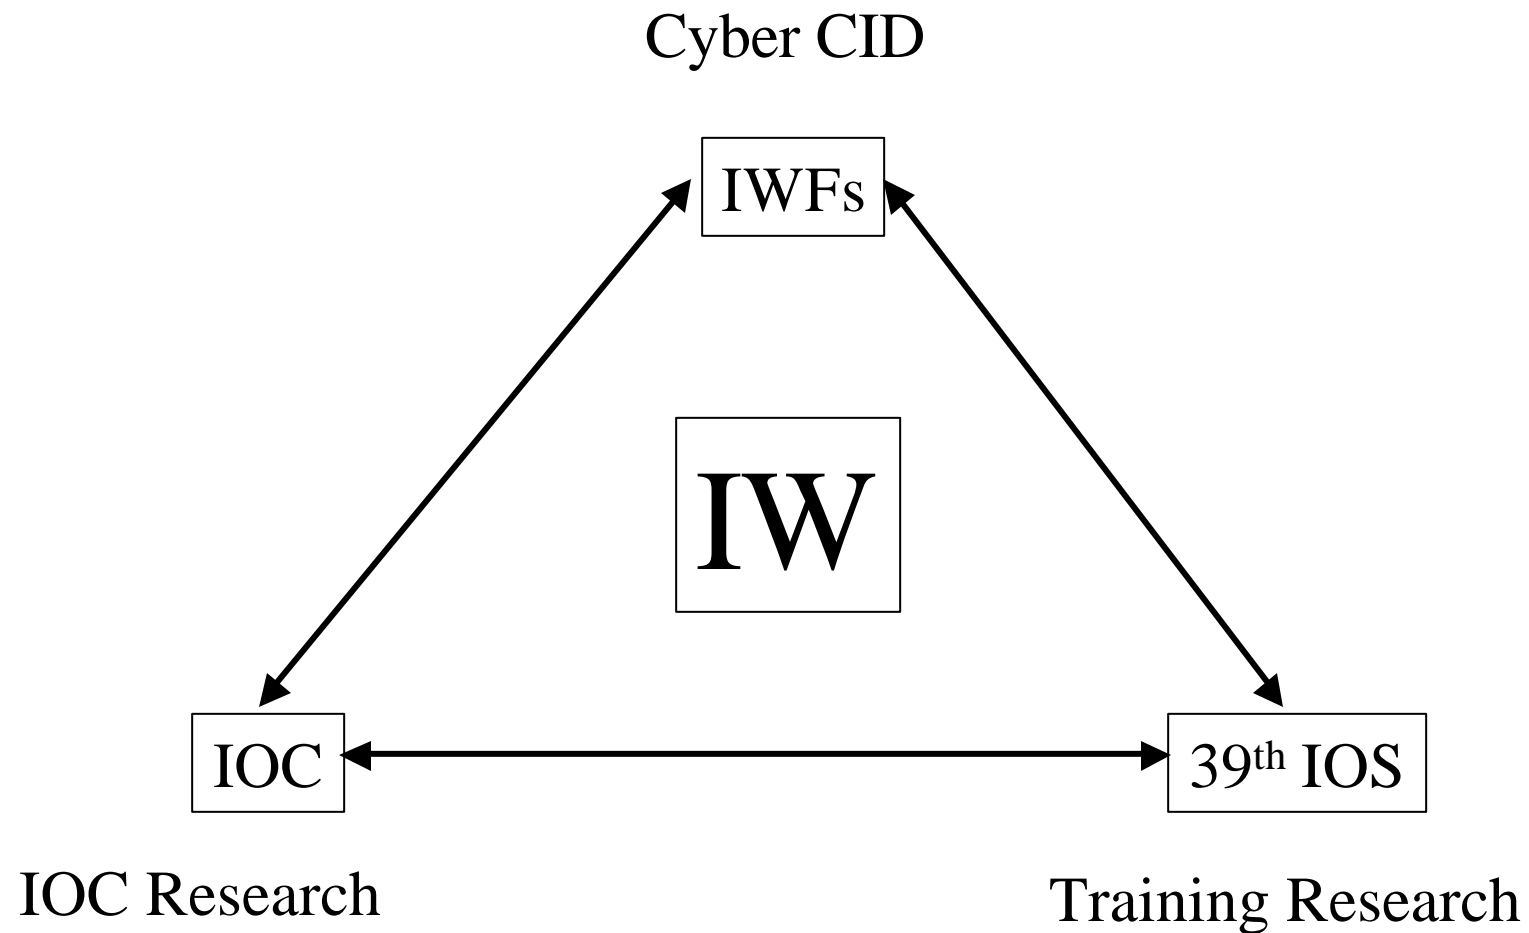 Cyber CID
IWFs
IW
IOC
39th IOS
IOC Research
Training Research